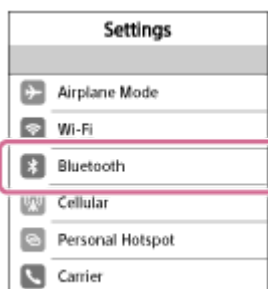 Settings
Airplane Mode
Wi-Fi
Bluetooth
Cellular
Personal Hotspot
Carrier